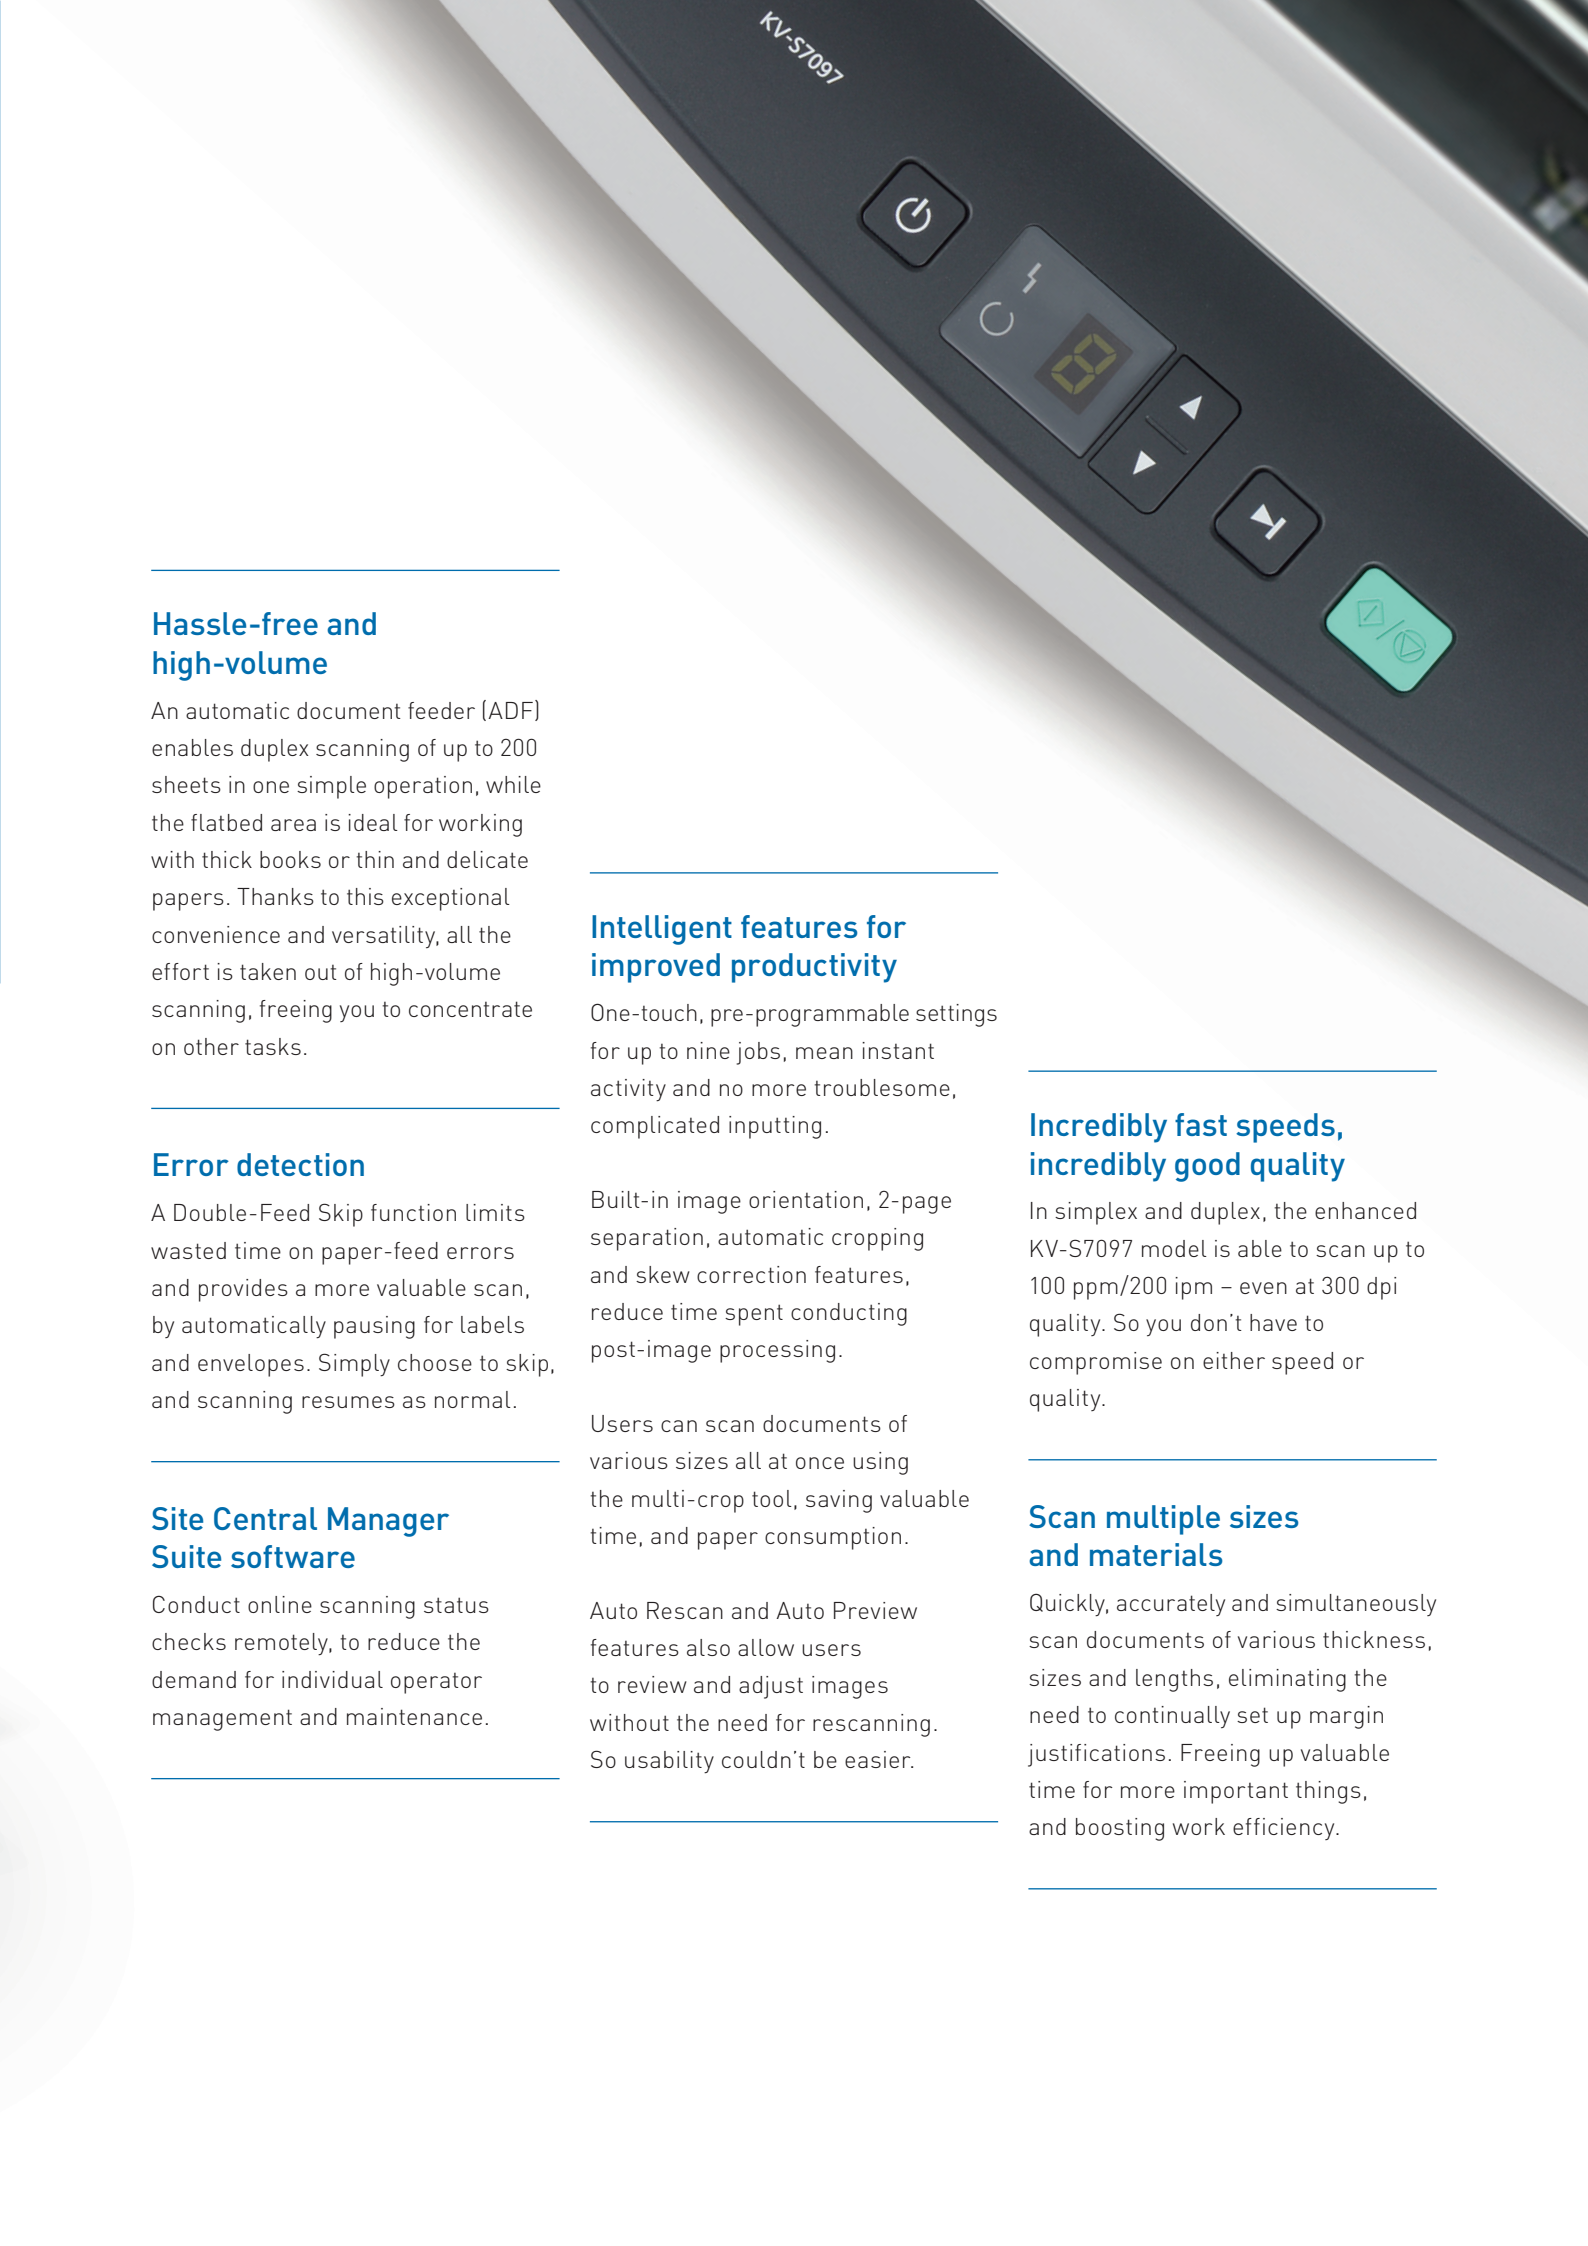 KV-S7097
8
Hassle-free and
high-volume
An automatic document feeder (ADF)
enables duplex scanning of up to 200
sheets in one simple operation, while
the flatbed area is ideal for working
with thick books or thin and delicate
papers. Thanks to this exceptional
convenience and versatility, all the
effort is taken out of high-volume
scanning, freeing you to concentrate
on other tasks.
Error detection
A Double-Feed Skip function limits
wasted time on paper-feed errors
and provides a more valuable scan,
by automatically pausing for labels
and envelopes. Simply choose to skip,
and scanning resumes as normal.
Site Central Manager
Suite software
Conduct online scanning status
checks remotely, to reduce the
demand for individual operator
management and maintenance.
Intelligent features for
improved productivity
One-touch, pre-programmable settings
for up to nine jobs, mean instant
activity and no more troublesome,
complicated inputting.
Built-in image orientation, 2-page
separation, automatic cropping
and skew correction features,
reduce time spent conducting
post-image processing.
Users can scan documents of
various sizes all at once using
the multi-crop tool, saving valuable
time, and paper consumption.
Auto Rescan and Auto Preview
features also allow users
to review and adjust images
without the need for rescanning.
So usability couldn't be easier.
Incredibly fast speeds,
incredibly good quality
In simplex and duplex, the enhanced
KV-S7097 model is able to scan up to
100 ppm/200 ipm – even at 300 dpi
quality. So you don't have to
compromise on either speed or
quality.
Scan multiple sizes
and materials
Quickly, accurately and simultaneously
scan documents of various thickness,
sizes and lengths, eliminating the
need to continually set up margin
justifications. Freeing up valuable
time for more important things,
and boosting work efficiency.